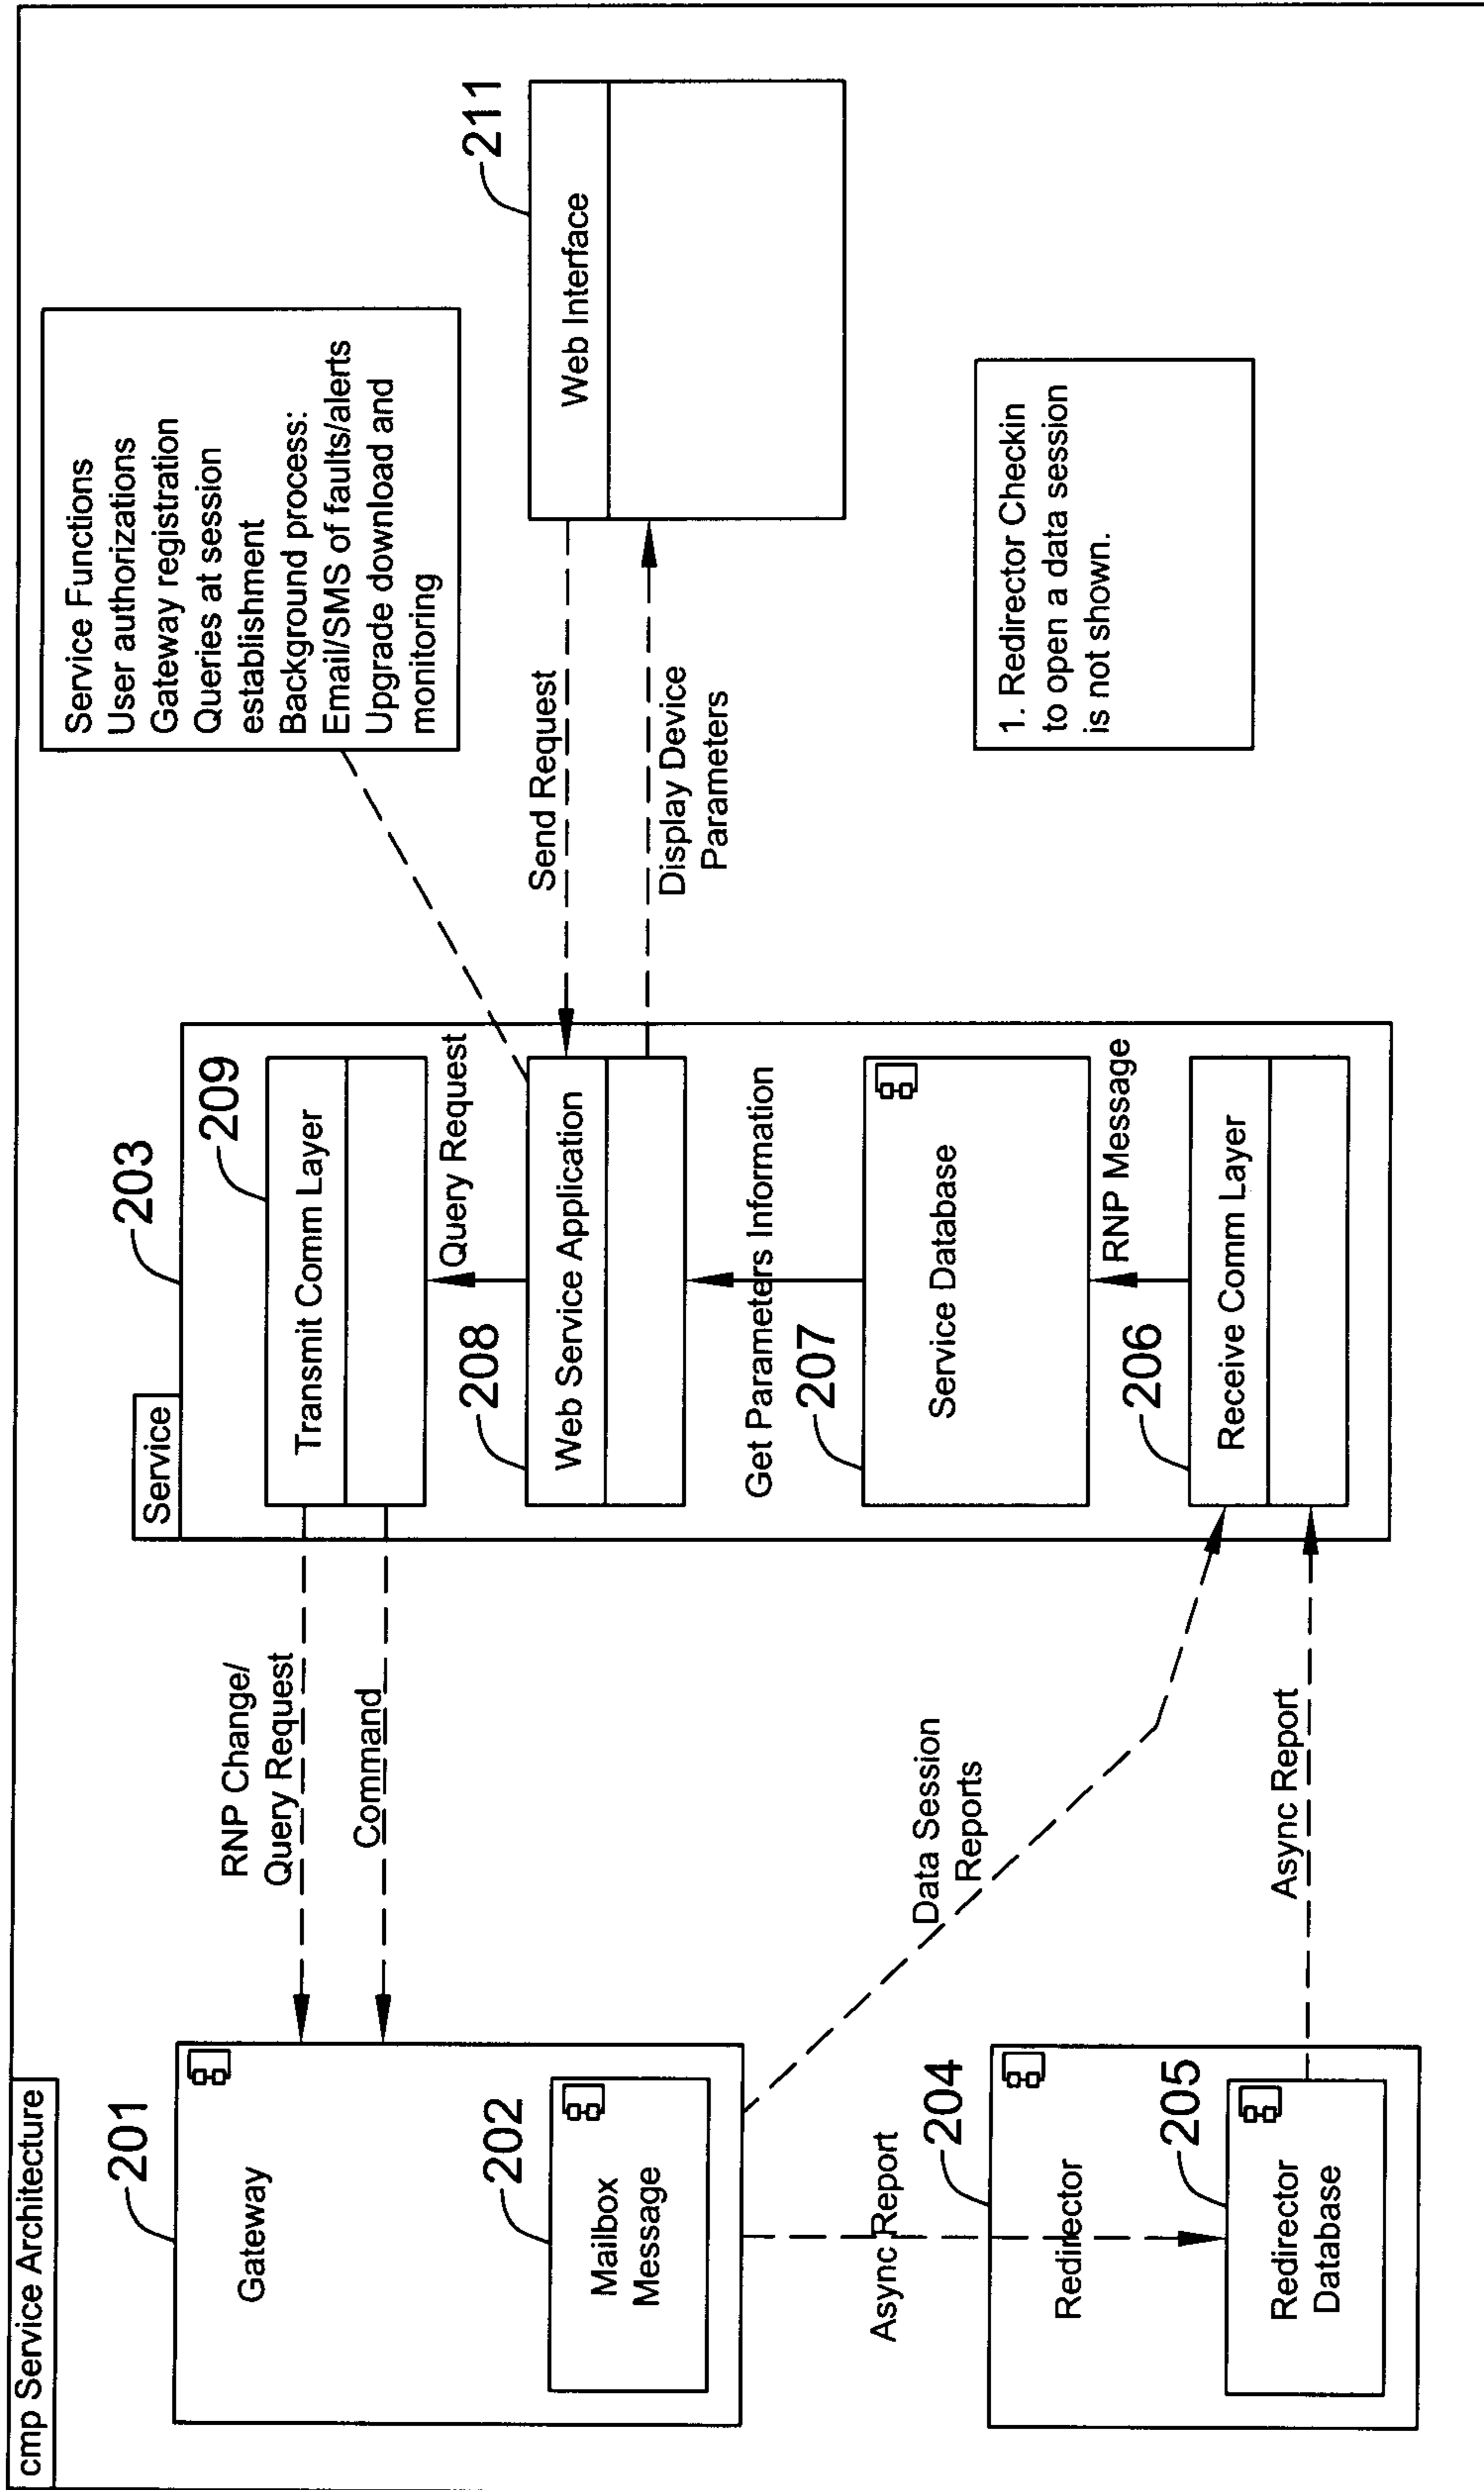 cmp Service Architecture
201
Gateway
202
Mailbox
Message
Async Report
204
Redirector
205
Redirector
Database
RNP Change/
Query Request
Command
Data Session
Reports
Async Report
203
Service
209
Transmit Comm Layer
Query Request
208
Web Service Application
Get Parameters Information
207
Service Database
RNP Message
206
Receive Comm Layer
Service Functions
User authorizations
Gateway registration
Queries at session
establishment
Background process:
Email/SMS of faults/alerts
Upgrade download and
monitoring
Send Request
Display Device
Parameters
211
Web Interface
1. Redirector Checkin
to open a data session
is not shown.